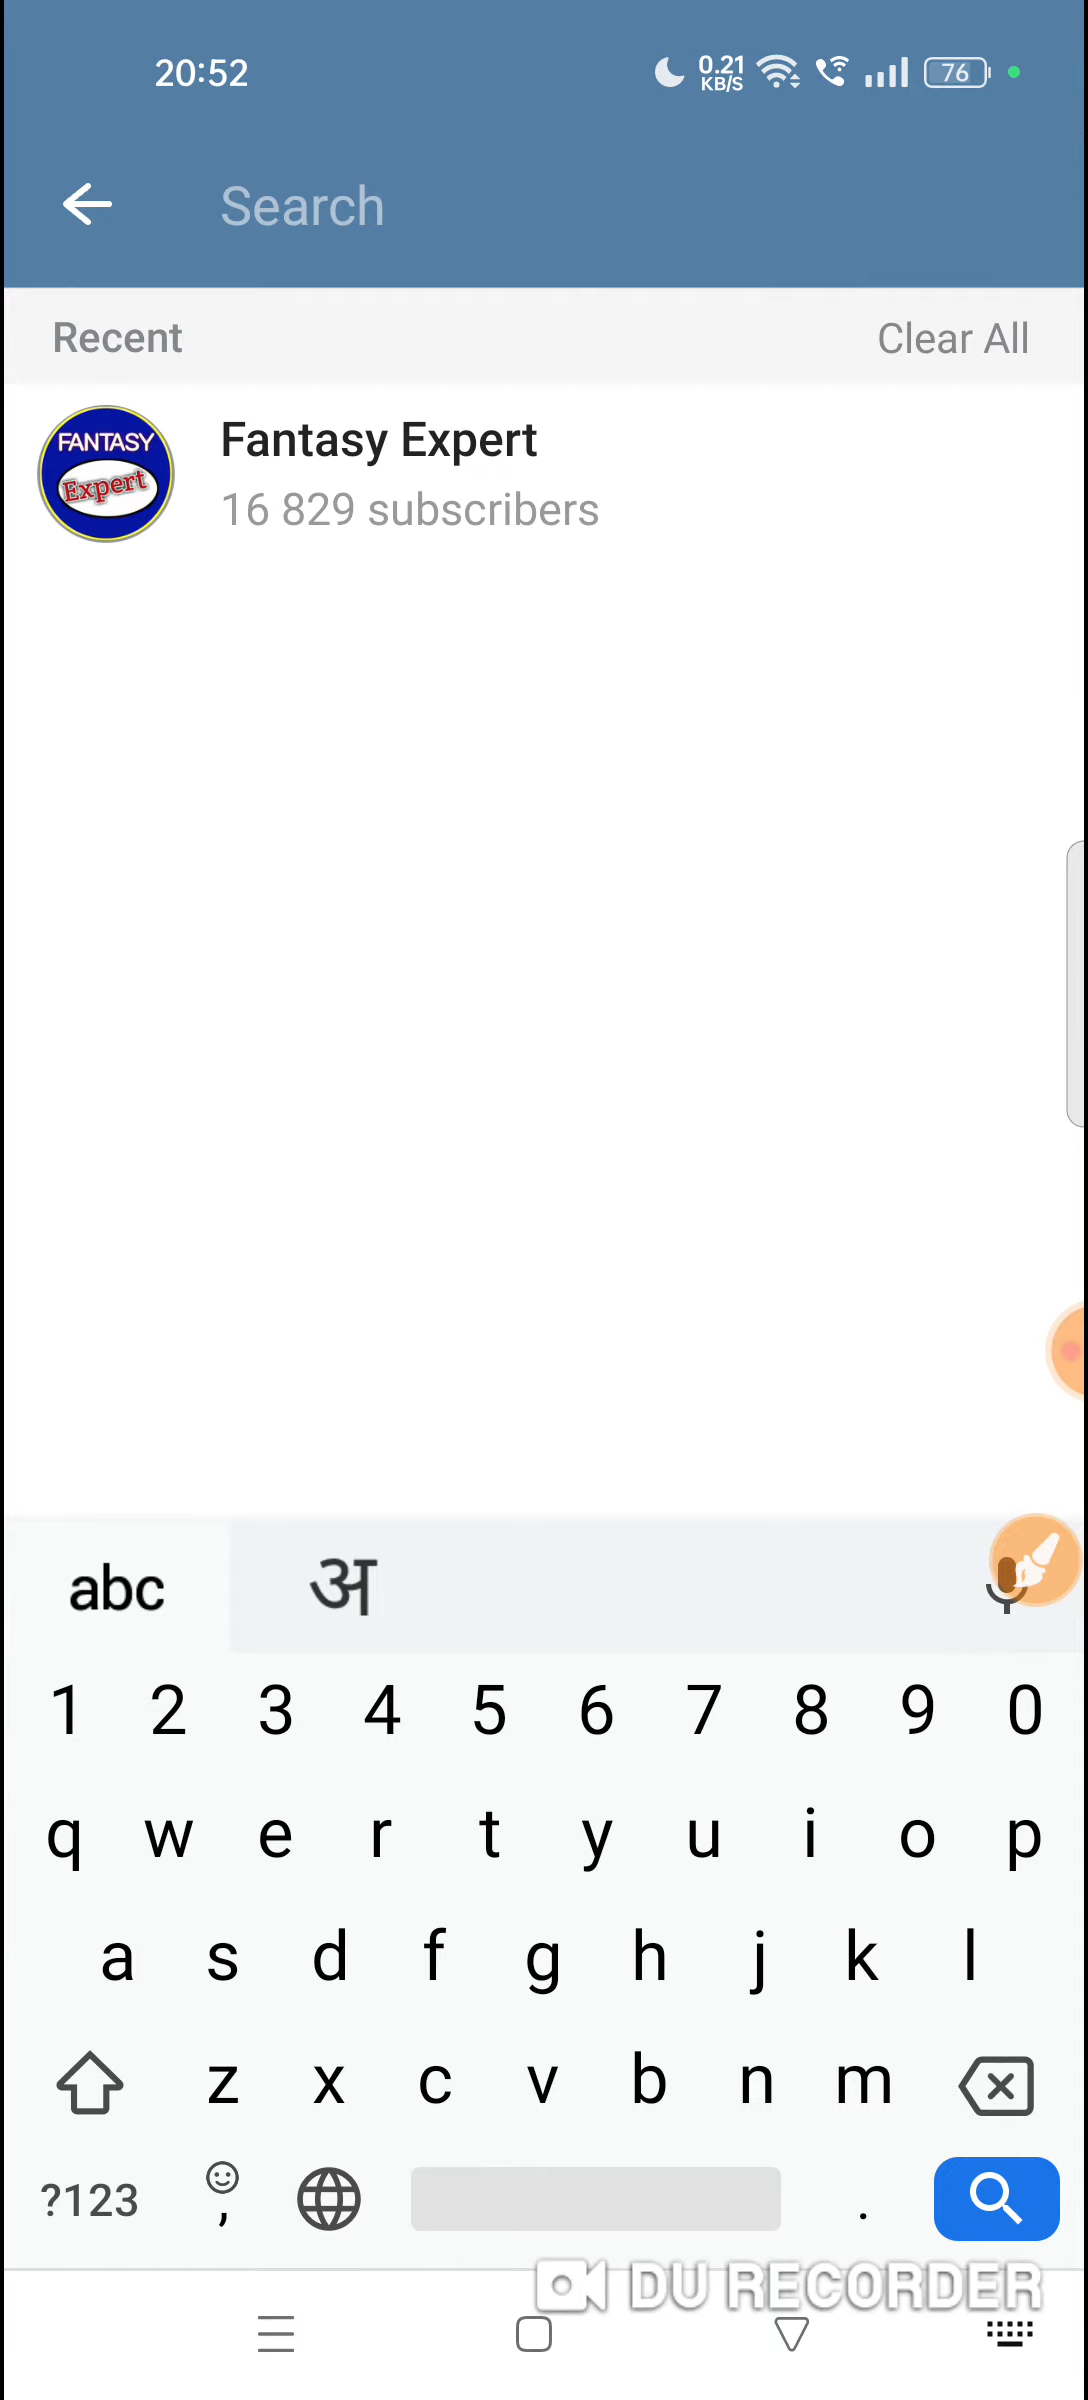 20:52
0.21
KB/S
76
Search
Recent
Clear All
FANTASY
Expert
Fantasy Expert
16 829 subscribers
abc
अ
1 2 3 4 5 6 7 8 9 0
q w e r t y u i o p
a s d f g h j k l
z x c v b n m
?123
,
.
DU RECORDER